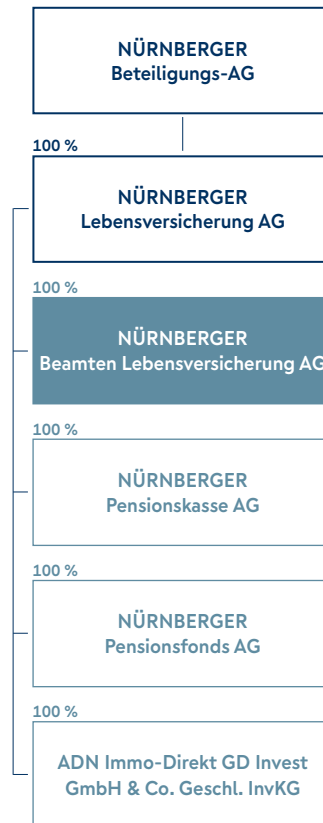 NÜRNBERGER
Beteiligungs-AG
100 %
NÜRNBERGER
Lebensversicherung AG
100 %
NÜRNBERGER
Beamten Lebensversicherung AG
100 %
NÜRNBERGER
Pensionskasse AG
100 %
NÜRNBERGER
Pensionsfonds AG
100 %
ADN Immo-Direkt GD Invest
GmbH & Co. Geschl. InvKG